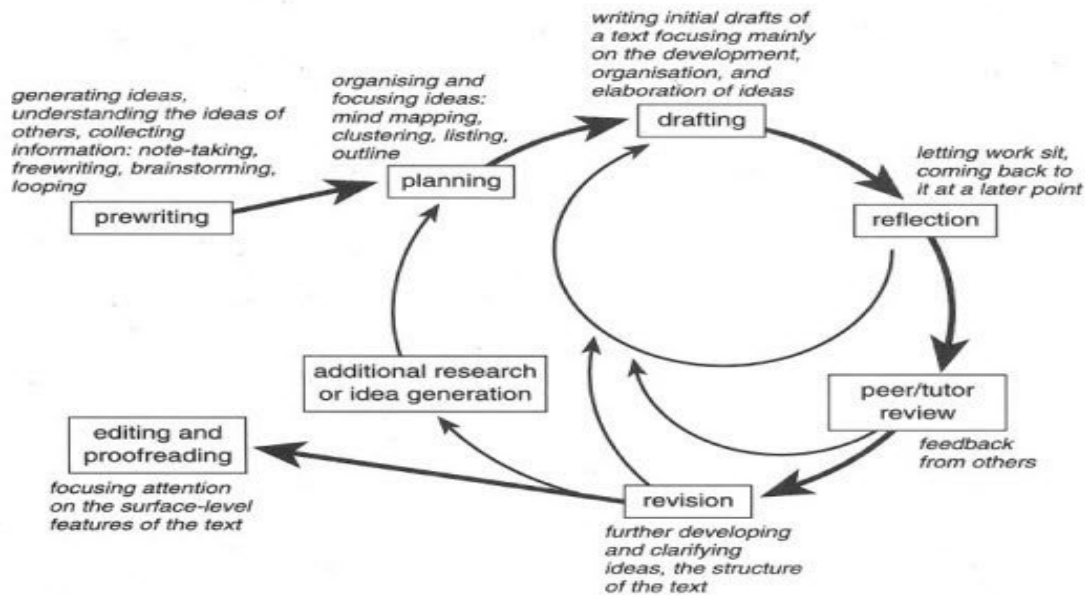 generating ideas,
understanding the ideas of
others, collecting
information: note-taking,
freewriting, brainstorming,
looping
prewriting
organising and
focusing ideas:
mind mapping,
clustering, listing,
outline
planning
writing initial drafts of
a text focusing mainly
on the development,
organisation, and
elaboration of ideas
drafting
letting work sit,
coming back to
it at a later point
reflection
peer/tutor
review
feedback
from others
revision
further developing
and clarifying
ideas, the structure
of the text
additional research
or idea generation
editing and
proofreading
focusing attention
on the surface-level
features of the text